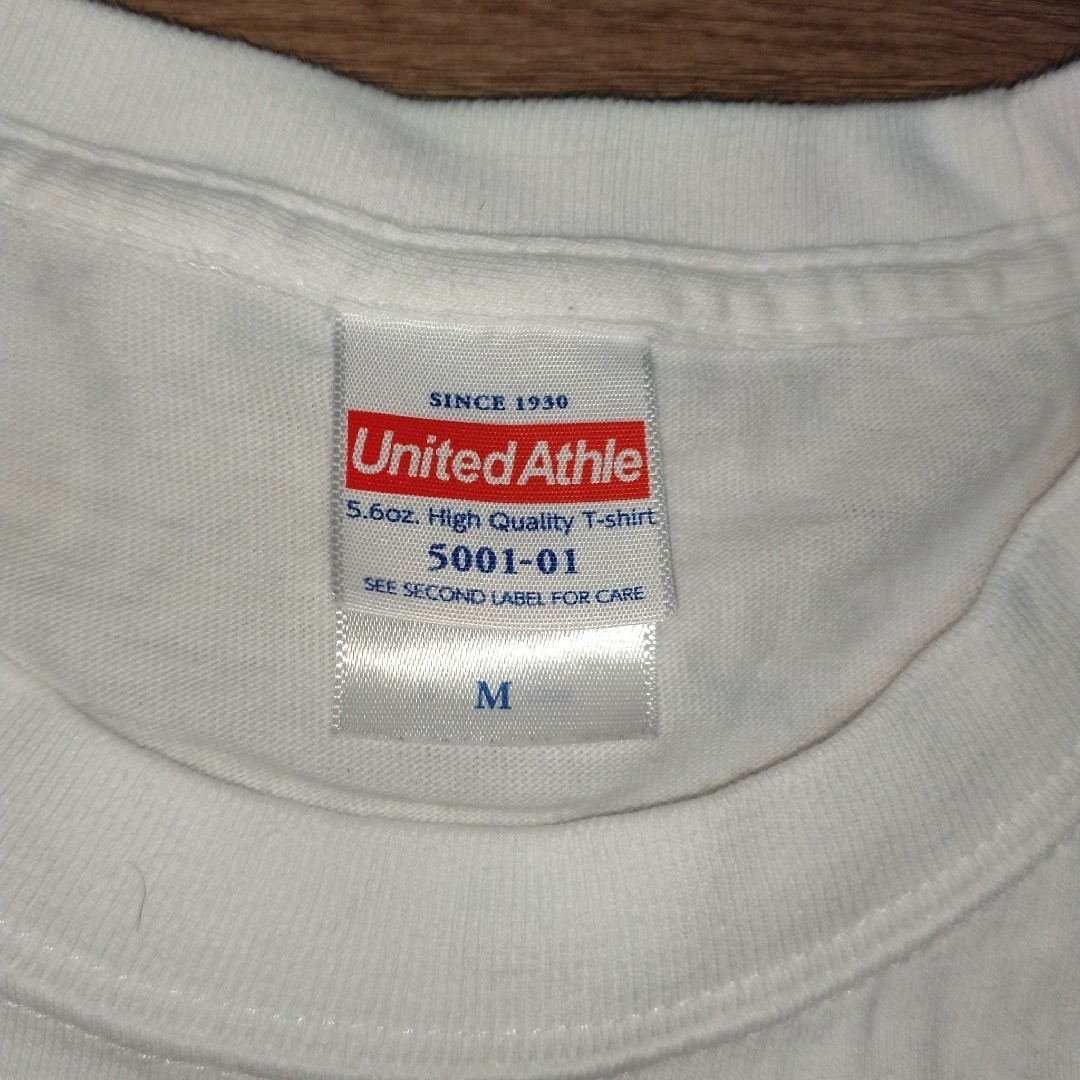 SINCE 1930
United Athle
5.6oz. High Quality T-shirt
5001-01
SEE SECOND LABEL FOR CARE
M